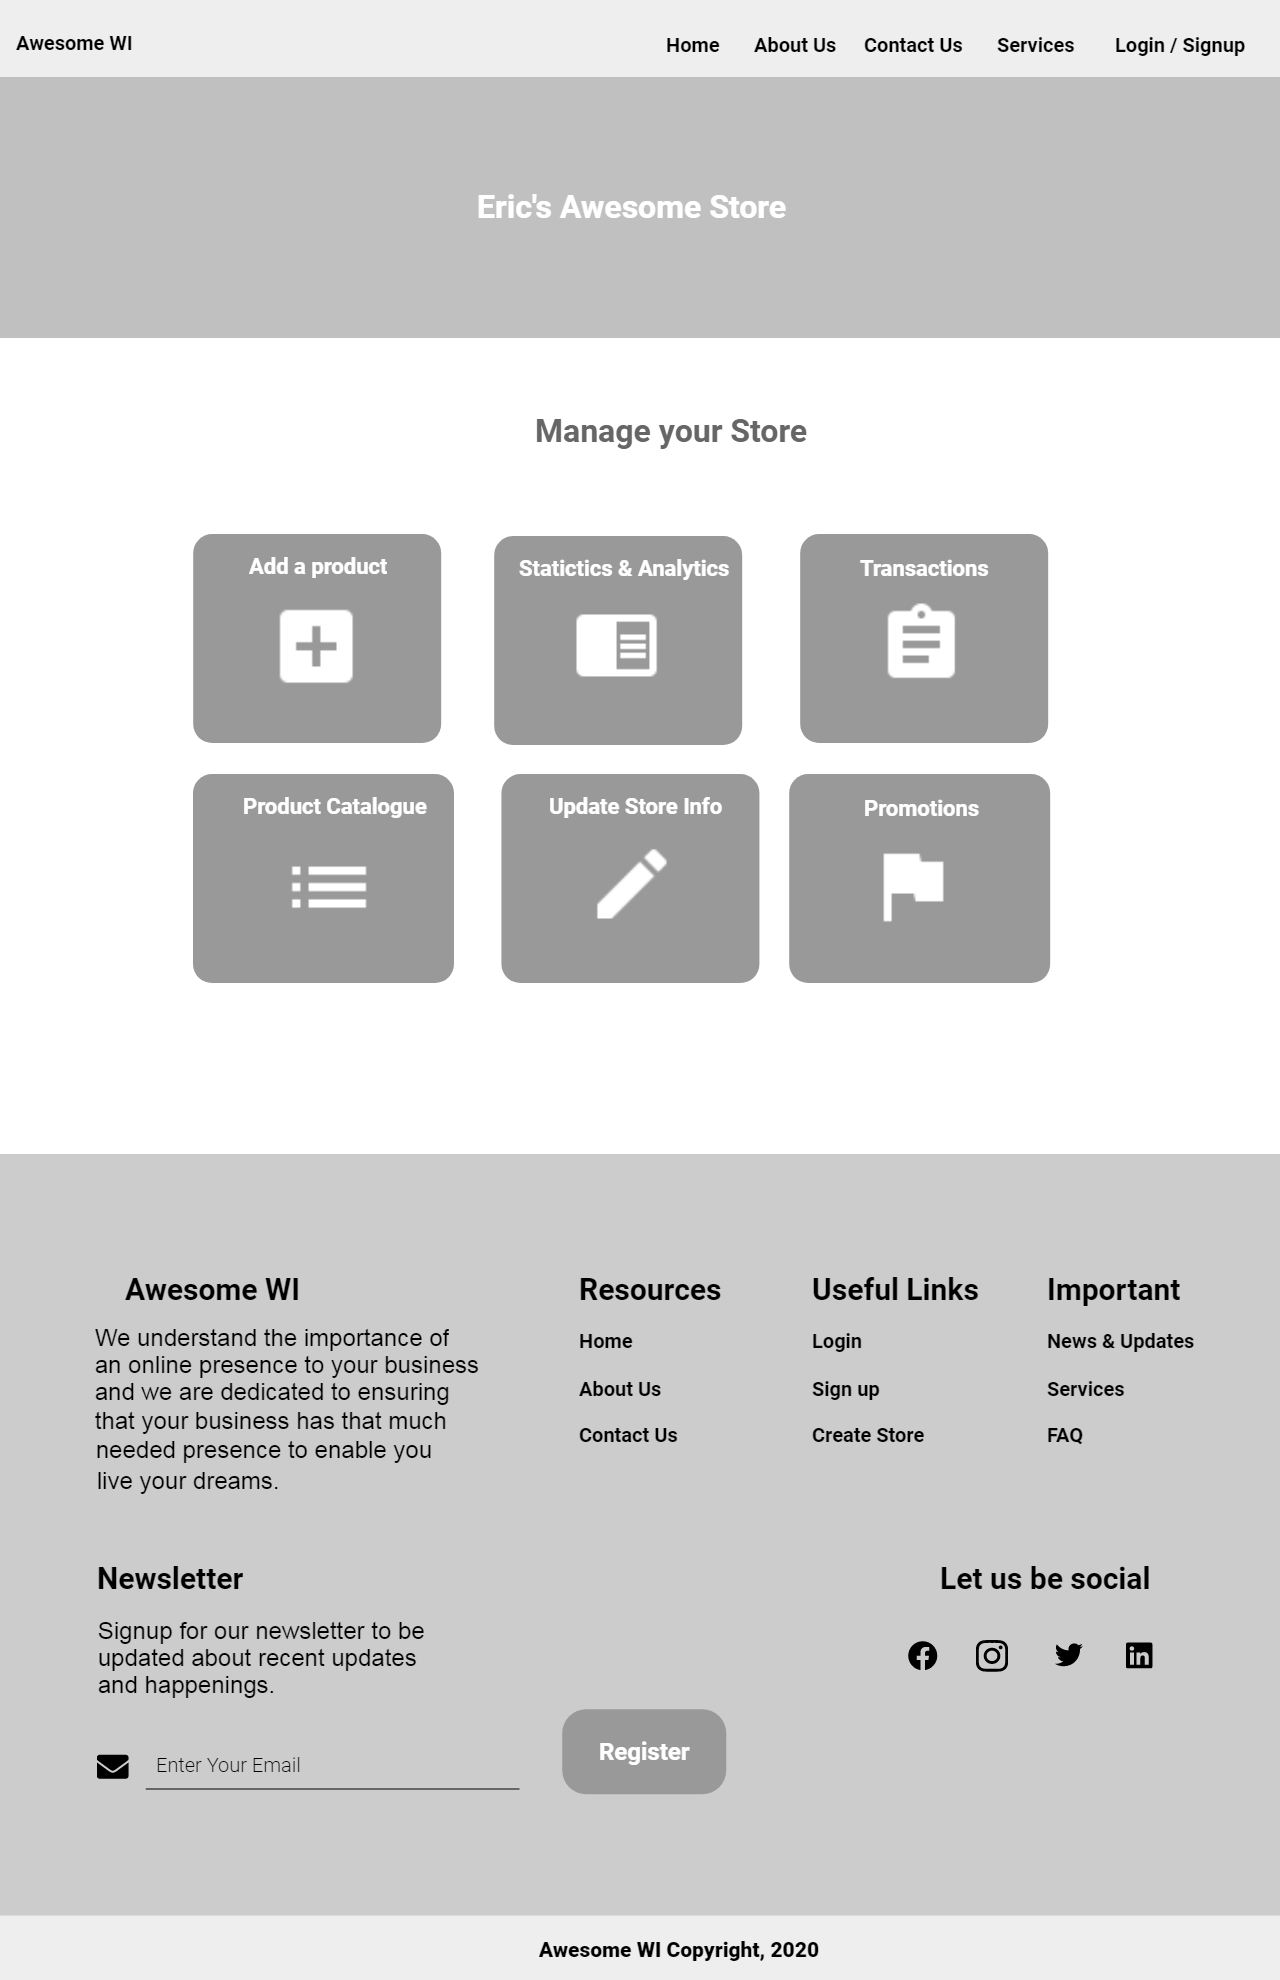 Awesome WI
Home About Us Contact Us Services Login / Signup
Eric's Awesome Store
Manage your Store
Add a product
Statictics & Analytics
Transactions
Product Catalogue
Update Store Info
Promotions
Awesome WI
We understand the importance of
an online presence to your business
and we are dedicated to ensuring
that your business has that much
needed presence to enable you
live your dreams.
Resources
Home
About Us
Contact Us
Useful Links
Login
Sign up
Create Store
Important
News & Updates
Services
FAQ
Newsletter
Signup for our newsletter to be
updated about recent updates
and happenings.
Enter Your Email
Register
Let us be social
Awesome WI Copyright, 2020